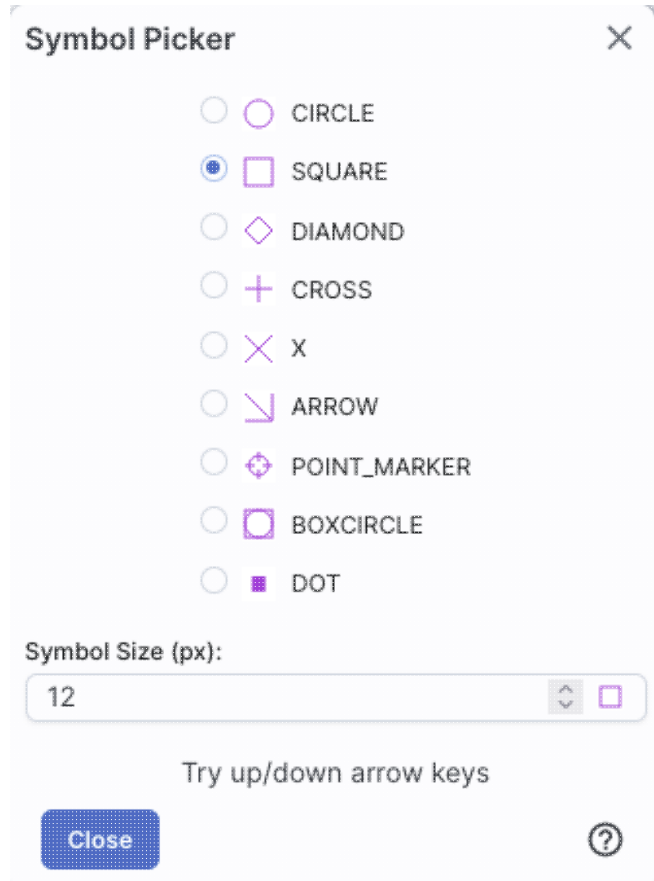 Symbol Picker
CIRCLE
SQUARE
DIAMOND
CROSS
X
ARROW
POINT_MARKER
BOXCIRCLE
DOT
Symbol Size (px):
12
Try up/down arrow keys
Close